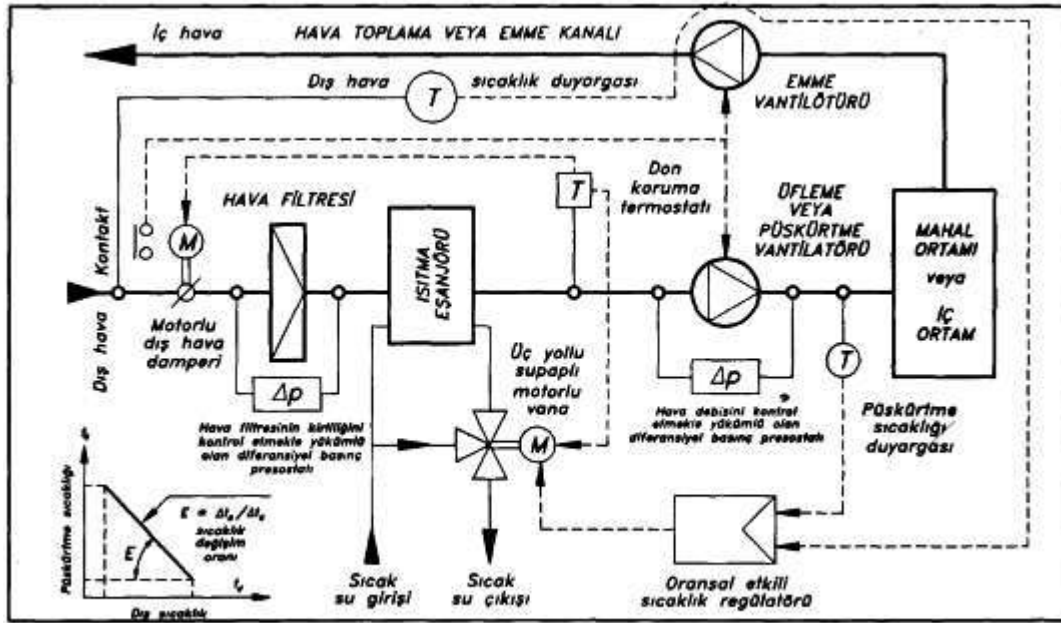 İç hava
HAVA TOPLAMA VEYA EMME KANALI
Dış hava
T
sıcaklık duyargası
EMME
VANTİLÖTÜRÜ
Kontakt
M
HAVA FİLTRESİ
ISITMA
EŞANJÖRÜ
T
Don
koruma
termostatı
ÜFLEME
VEYA
PÜSKÜRTME
VANTİLATÖRÜ
MAHAL
ORTAMI
veya
İÇ
ORTAM
Dış hava
Motorlu
dış hava
damperi
Δp
Hava filtresinin kirliliğini
kontrol etmekle yükümlü
olan diferansiyel basınç
presostatı
Üç yollu
supaplı
motorlu
vana
M
Δp
Hava debisini kontrol
etmekle yükümlü olan
diferansiyel basınç
presostatı
T
Püskürtme
sıcaklığı
duyargası
Püskürtme sıcaklığı
E = Δtₒ/Δtₒ
sıcaklık
değişim
oranı
E
Dış sıcaklık
Sıcak
su girişi
Sıcak
su çıkışı
Oransal etkili
sıcaklık regülatörü